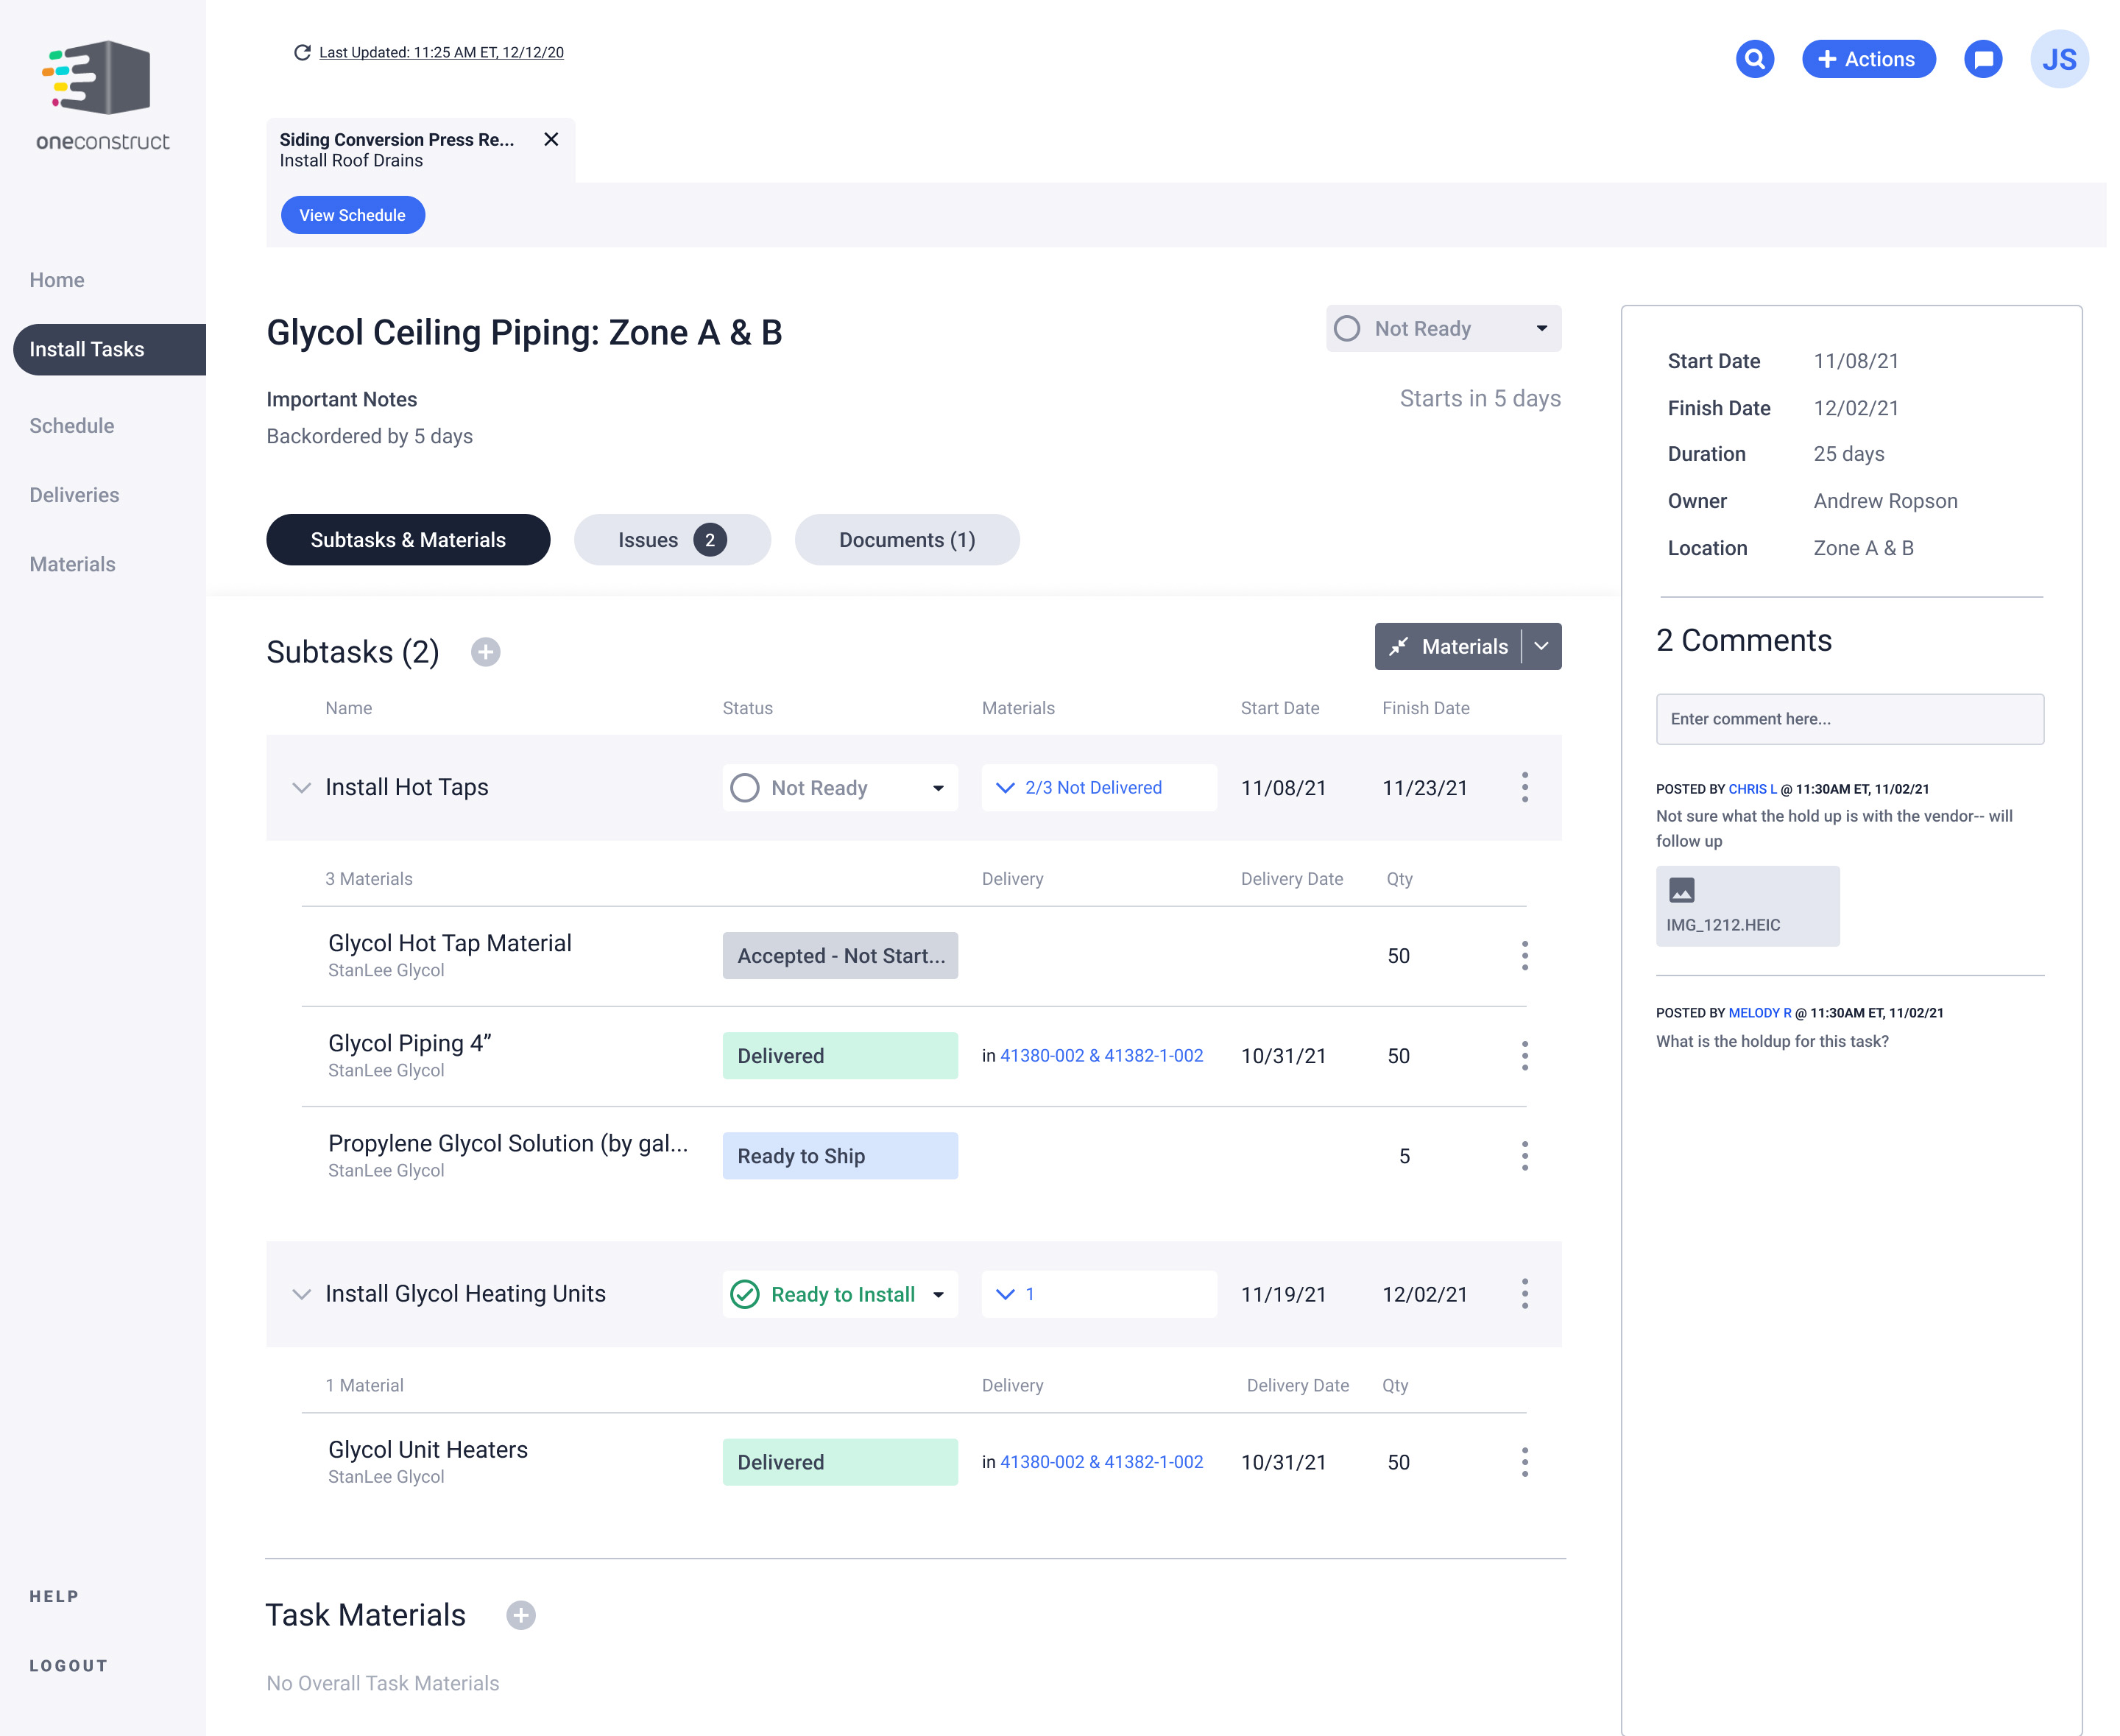 oneconstruct
Home
Install Tasks
Schedule
Deliveries
Materials
HELP
LOGOUT
Last Updated: 11:25 AM ET, 12/12/20
Actions
JS
Siding Conversion Press Re...
Install Roof Drains
View Schedule
Glycol Ceiling Piping: Zone A & B
Not Ready
Important Notes
Starts in 5 days
Backordered by 5 days
Subtasks & Materials
Issues 2
Documents (1)
Subtasks (2)
Materials
Name Status Materials Start Date Finish Date
Install Hot Taps Not Ready 2/3 Not Delivered 11/08/21 11/23/21
3 Materials Delivery Delivery Date Qty
Glycol Hot Tap Material
StanLee Glycol
Accepted - Not Start... 50
Glycol Piping 4”
StanLee Glycol
Delivered in 41380-002 & 41382-1-002 10/31/21 50
Propylene Glycol Solution (by gal...
StanLee Glycol
Ready to Ship 5
Install Glycol Heating Units Ready to Install 1 11/19/21 12/02/21
1 Material Delivery Delivery Date Qty
Glycol Unit Heaters
StanLee Glycol
Delivered in 41380-002 & 41382-1-002 10/31/21 50
Task Materials
No Overall Task Materials
Start Date 11/08/21
Finish Date 12/02/21
Duration 25 days
Owner Andrew Ropson
Location Zone A & B
2 Comments
Enter comment here...
POSTED BY CHRIS L @ 11:30AM ET, 11/02/21
Not sure what the hold up is with the vendor-- will
follow up
IMG_1212.HEIC
POSTED BY MELODY R @ 11:30AM ET, 11/02/21
What is the holdup for this task?